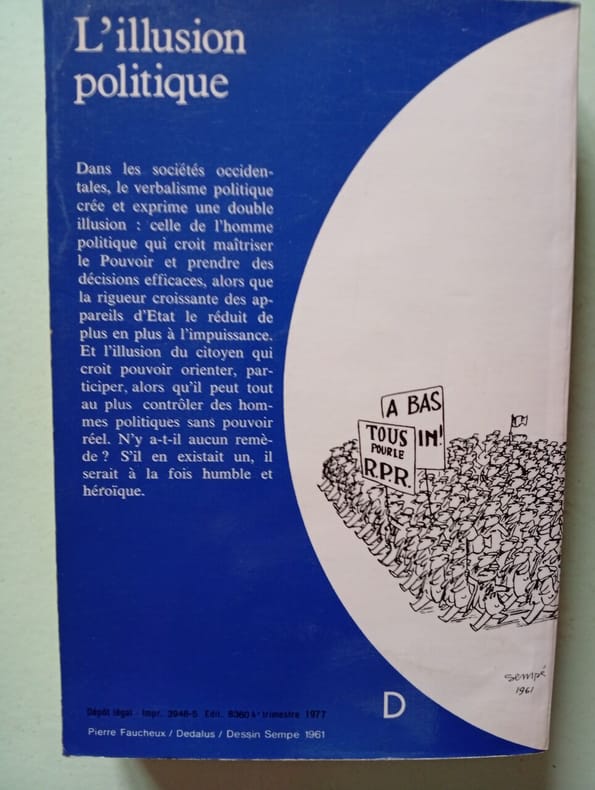 L'illusion
politique
Dans les sociétés occiden-
tales, le verbalisme politique
crée et exprime une double
illusion : celle de l'homme
politique qui croit maîtriser
le Pouvoir et prendre des
décisions efficaces, alors que
la rigueur croissante des ap-
pareils d'Etat le réduit de
plus en plus à l'impuissance.
Et l'illusion du citoyen qui
croit pouvoir orienter, par-
ticiper, alors qu'il peut tout
au plus contrôler des hom-
mes politiques sans pouvoir
réel. N'y a-t-il aucun remè-
de ? S'il en existait un, il
serait à la fois humble et
héroïque.
A BAS
IN!
TOUS
POUR LE
R.P.R.
sempé
1961
D
Dépôt légal - Impr. 3948-5 Edit. 8360 4e trimestre 1977
Pierre Faucheux / Dedalus / Dessin Sempe 1961